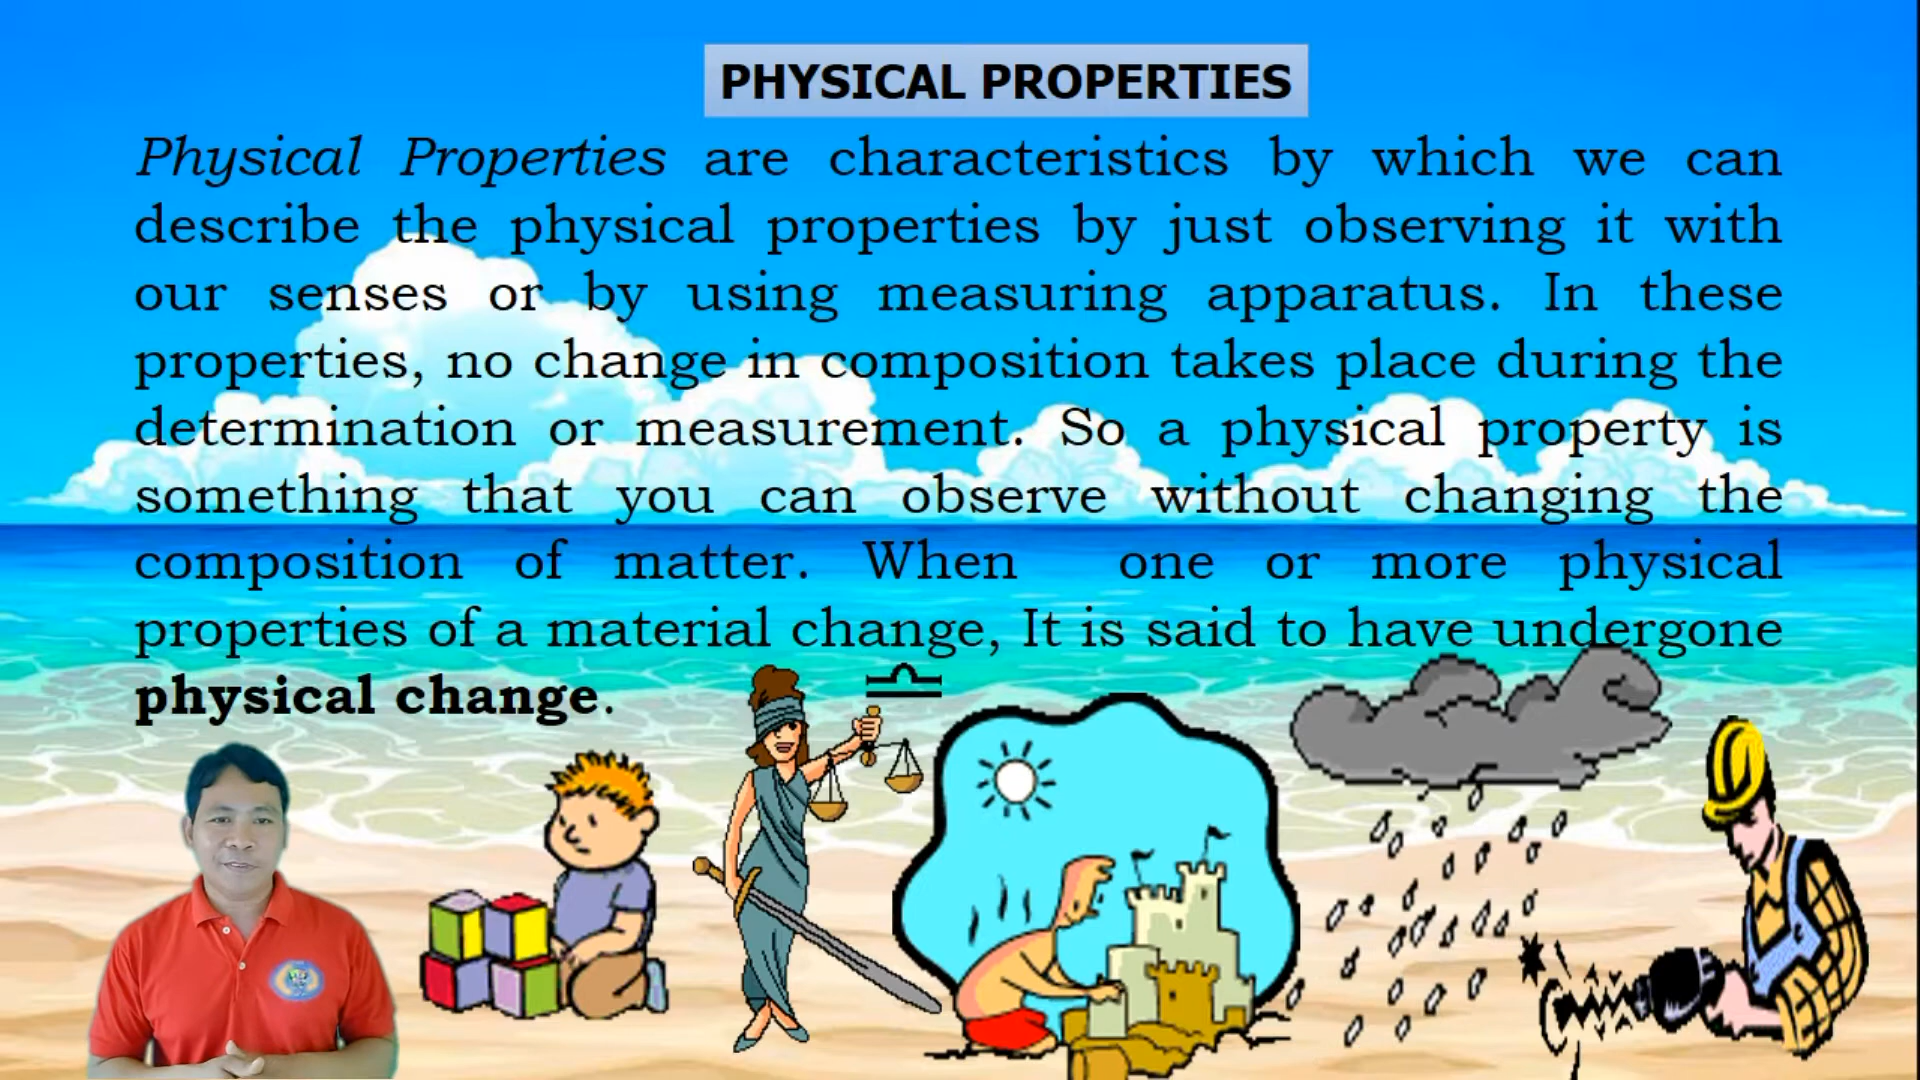 PHYSICAL PROPERTIES
Physical Properties are characteristics by which we can
describe the physical properties by just observing it with
our senses or by using measuring apparatus. In these
properties, no change in composition takes place during the
determination or measurement. So a physical property is
something that you can observe without changing the
composition of matter. When one or more physical
properties of a material change, It is said to have undergone
physical change.